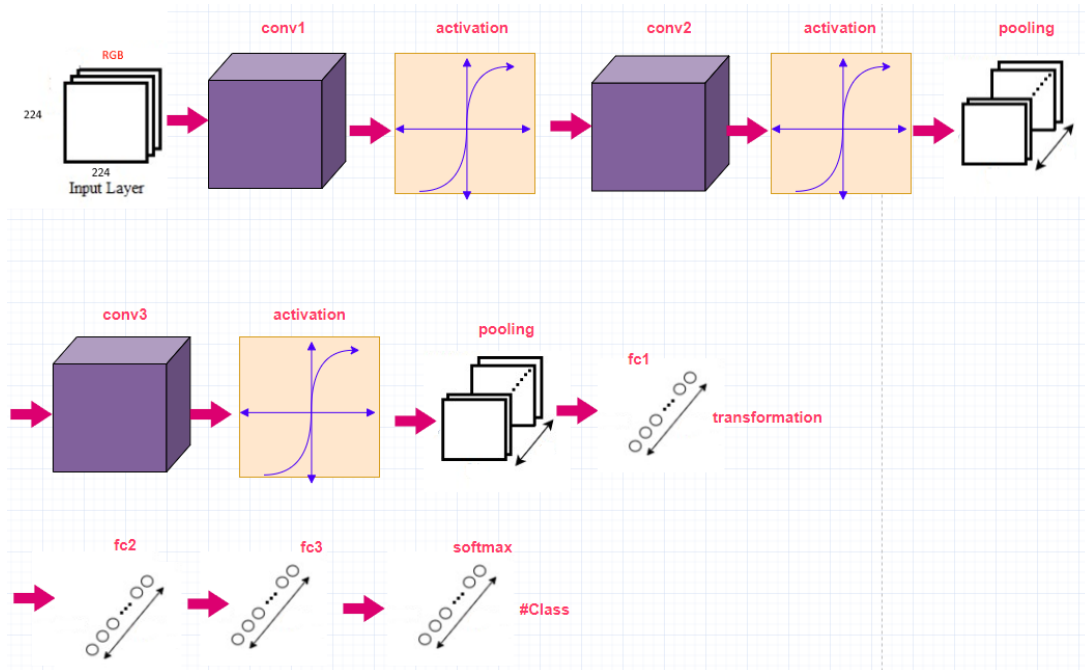 conv1
activation
conv2
activation
pooling
RGB
224
224
Input Layer
conv3
activation
pooling
fc1
transformation
fc2
fc3
softmax
#Class